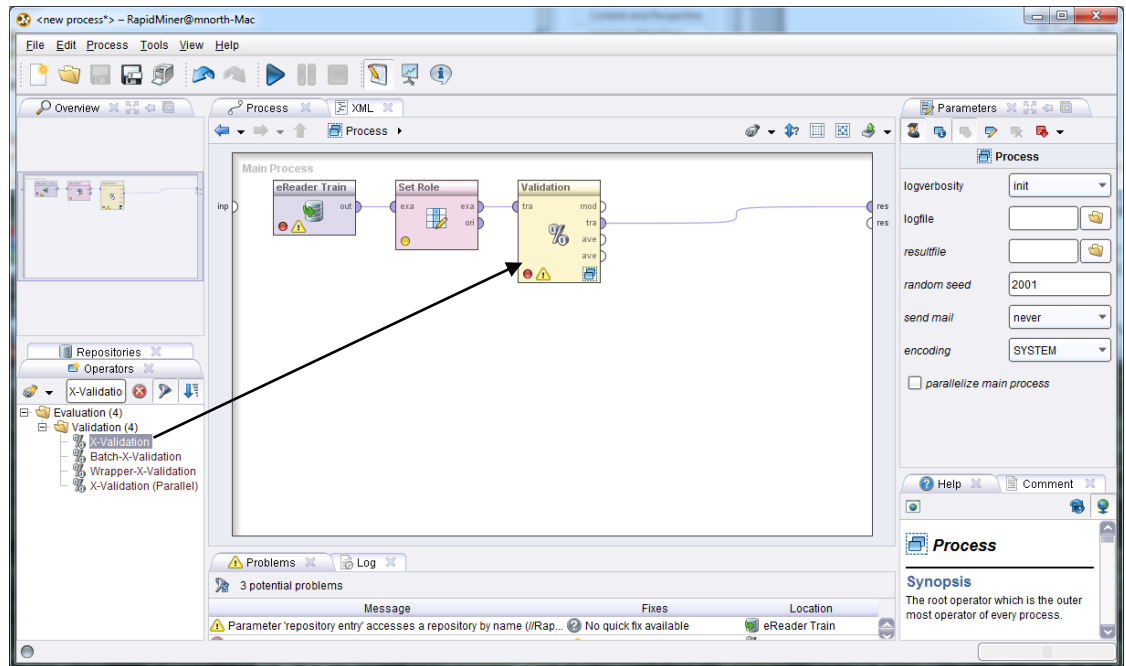 <new process*> – RapidMiner@mnorth-Mac
File Edit Process Tools View Help
Overview
Process
XML
Parameters
Process
Process
Main Process
logverbosity
init
logfile
resultfile
random seed
2001
send mail
never
encoding
SYSTEM
parallelize main process
eReader Train
Set Role
Validation
inp
out
exa
exa
ori
tra
mod
tra
ave
ave
res
res
Repositories
Operators
X-Validatio
Evaluation (4)
Validation (4)
X-Validation
Batch-X-Validation
Wrapper-X-Validation
X-Validation (Parallel)
Help
Comment
Process
Synopsis
The root operator which is the outer
most operator of every process.
Problems
Log
3 potential problems
Message Fixes Location
Parameter 'repository entry' accesses a repository by name (//Rap... No quick fix available eReader Train